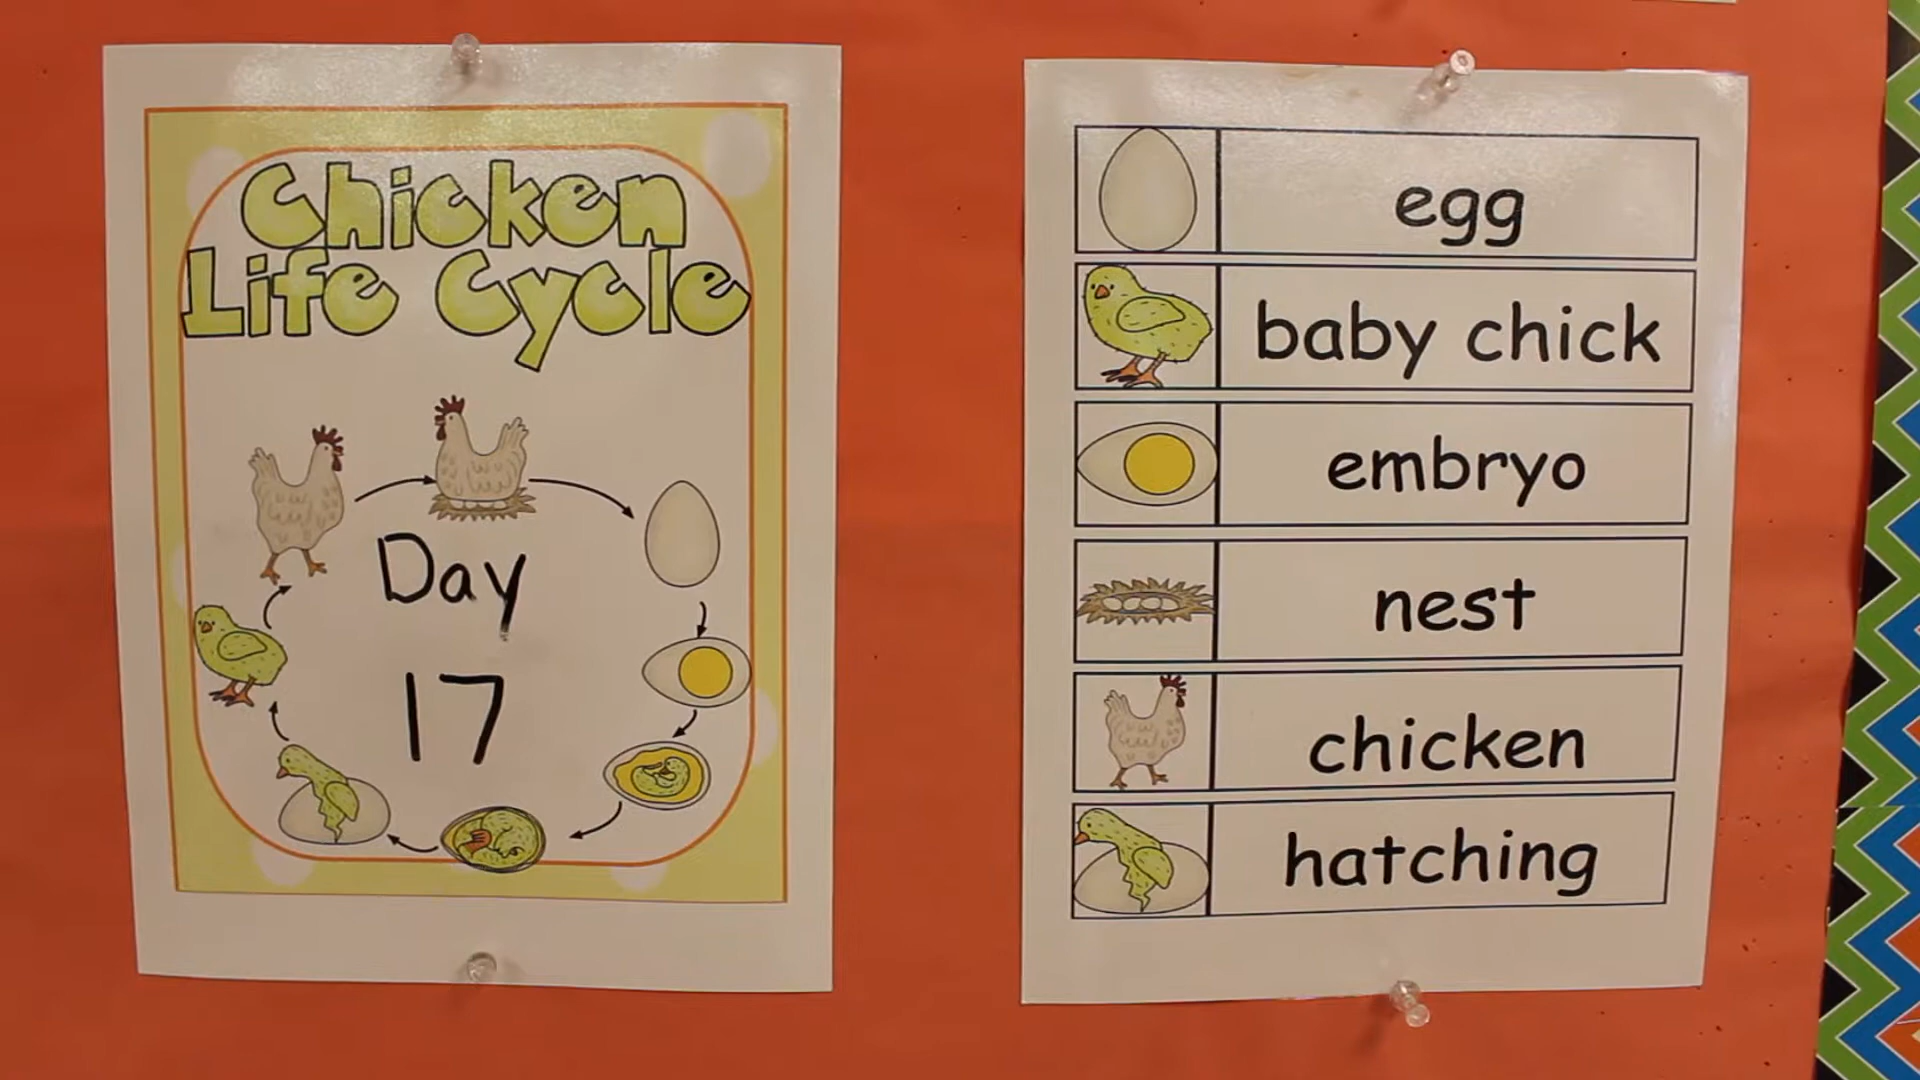 Chicken
Life Cycle
Day
17
egg
baby chick
embryo
nest
chicken
hatching